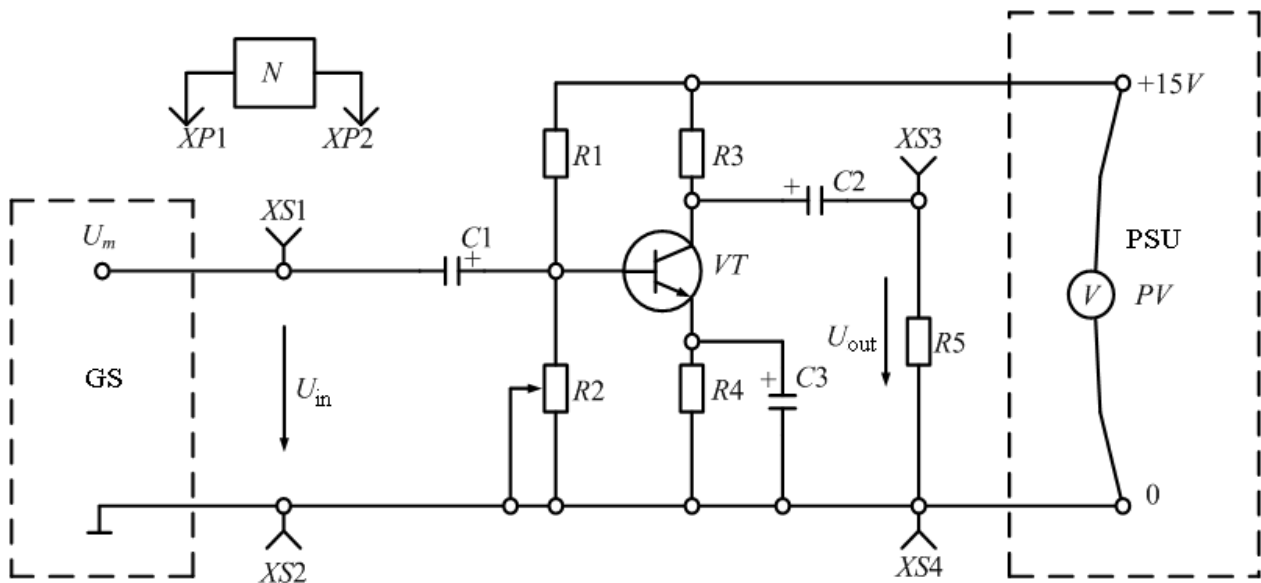 N
XP1 XP2
+15V
R1 R3 XS3
C2
+
XS1
U_m C1
+
VT
PSU
V PV
U_out R5
GS
U_in
R2 R4 + C3
0
XS2 XS4